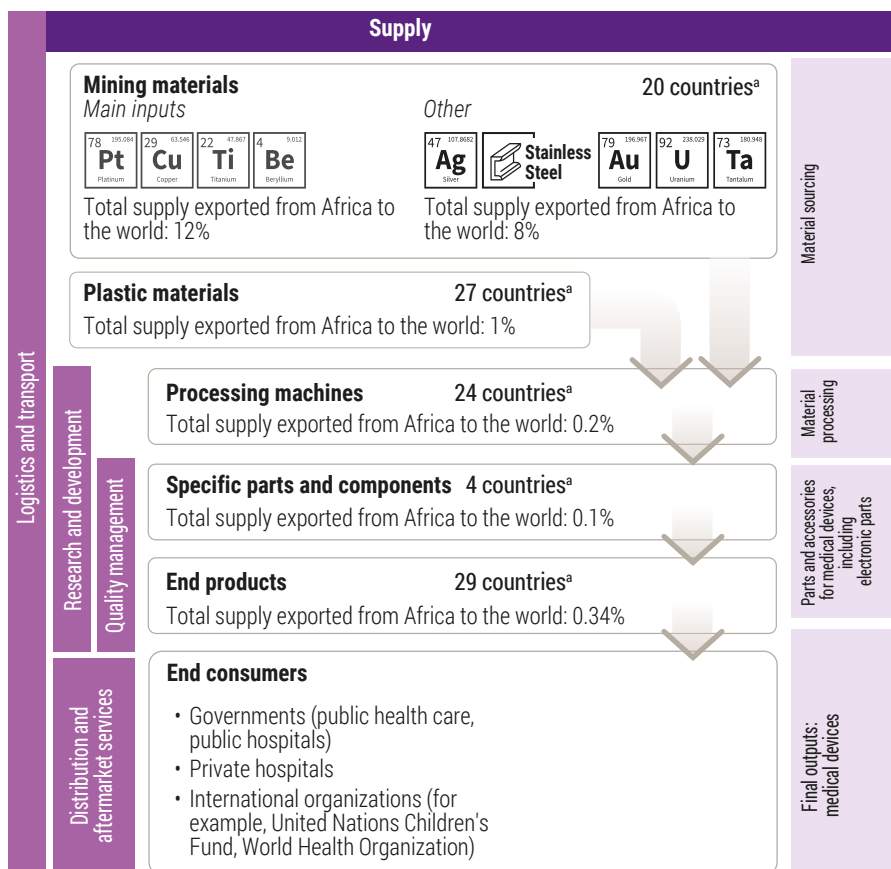 Supply
Logistics and transport
Mining materials
20 countriesª
Main inputs
78 195.084
Pt
Platinum
29 63.546
Cu
Copper
22 47.867
Ti
Titanium
4 9.012
Be
Beryllium
Total supply exported from Africa to
the world: 12%
Other
47 107.8682
Ag
Silver
Stainless
Steel
79 196.967
Au
Gold
92 238.029
U
Uranium
73 180.948
Ta
Tantalum
Total supply exported from Africa to
the world: 8%
Material sourcing
Plastic materials 27 countriesª
Total supply exported from Africa to the world: 1%
Research and development
Processing machines 24 countriesª
Total supply exported from Africa to the world: 0.2%
Material
processing
Quality management
Specific parts and components 4 countriesª
Total supply exported from Africa to the world: 0.1%
Parts and accessories
for medical devices,
including
electronic parts
End products 29 countriesª
Total supply exported from Africa to the world: 0.34%
Distribution and
aftermarket services
End consumers
• Governments (public health care,
public hospitals)
• Private hospitals
• International organizations (for
example, United Nations Children's
Fund, World Health Organization)
Final outputs:
medical devices